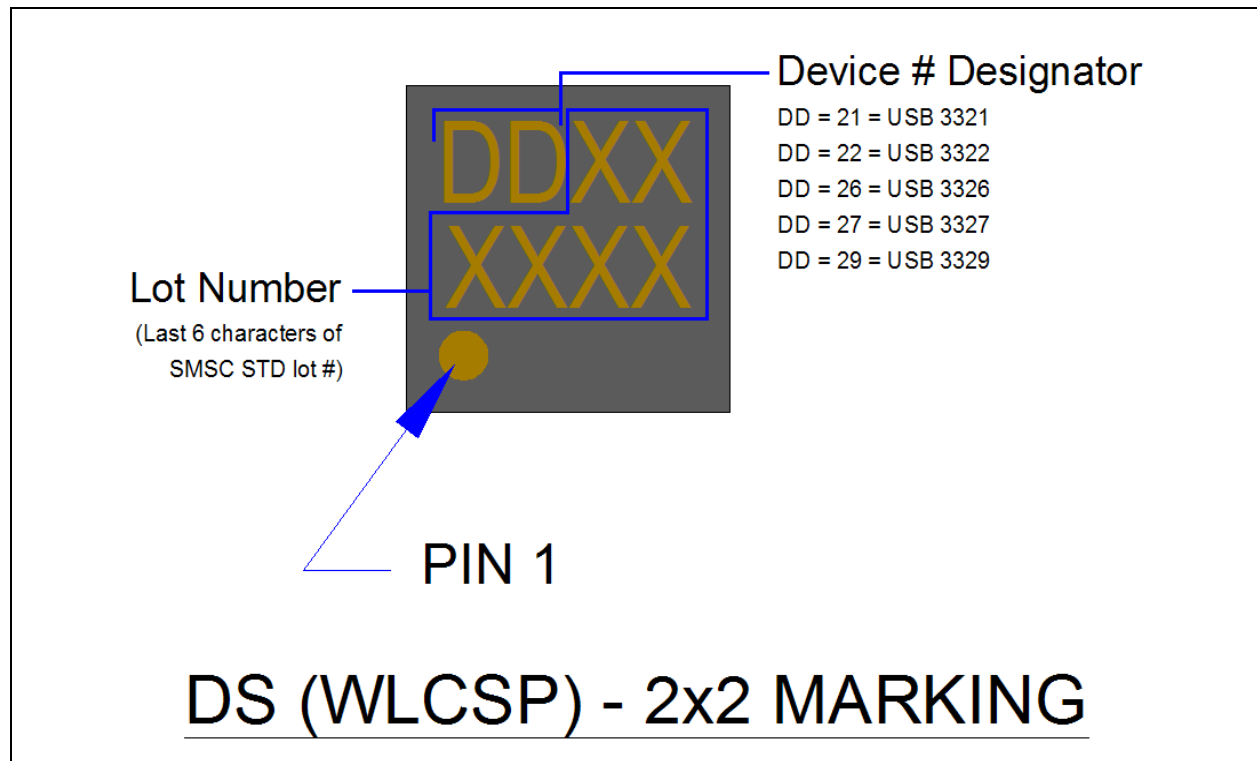 Device # Designator
DD = 21 = USB 3321
DD = 22 = USB 3322
DD = 26 = USB 3326
DD = 27 = USB 3327
DD = 29 = USB 3329
DDXX
XXXX
Lot Number
(Last 6 characters of
SMSC STD lot #)
PIN 1
DS (WLCSP) - 2x2 MARKING